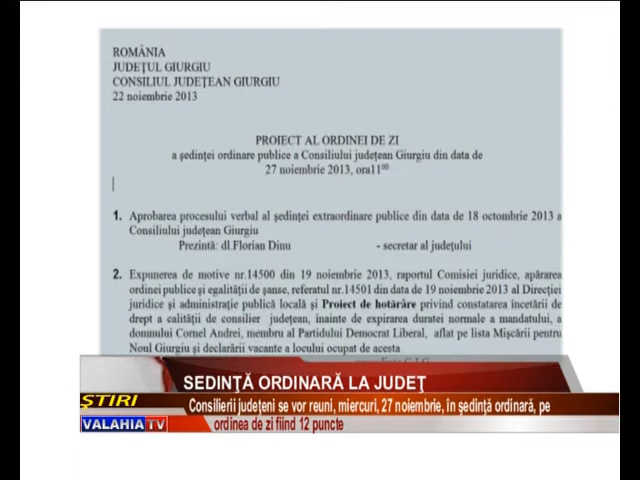 ROMÂNIA
JUDEŢUL GIURGIU
CONSILIUL JUDEŢEAN GIURGIU
22 noiembrie 2013
PROIECT AL ORDINEI DE ZI
a şedinţei ordinare publice a Consiliului judeţean Giurgiu din data de
27 noiembrie 2013, ora11⁰⁰
1. Aprobarea procesului verbal al şedinţei extraordinare publice din data de 18 octombrie 2013 a
Consiliului judeţean Giurgiu
Prezintă: dl.Florian Dinu - secretar al judeţului
2. Expunerea de motive nr.14500 din 19 noiembrie 2013, raportul Comisiei juridice, apărarea
ordinei publice şi egalităţii de şanse, referatul nr.14501 din data de 19 noiembrie 2013 al Direcţiei
juridice şi administraţie publică locală şi Proiect de hotărâre privind constatarea încetării de
drept a calităţii de consilier judeţean, inainte de expirarea duratei normale a mandatului, a
domnului Cornel Andrei, membru al Partidului Democrat Liberal, aflat pe lista Mişcării pentru
Noul Giurgiu şi declarării vacante a locului ocupat de acesta
SEDINŢĂ ORDINARĂ LA JUDEŢ
ŞTIRI
Consilierii judeţeni se vor reuni, miercuri, 27 noiembrie, în şedinţă ordinară, pe
VALAHIA TV
ordinea de zi fiind 12 puncte